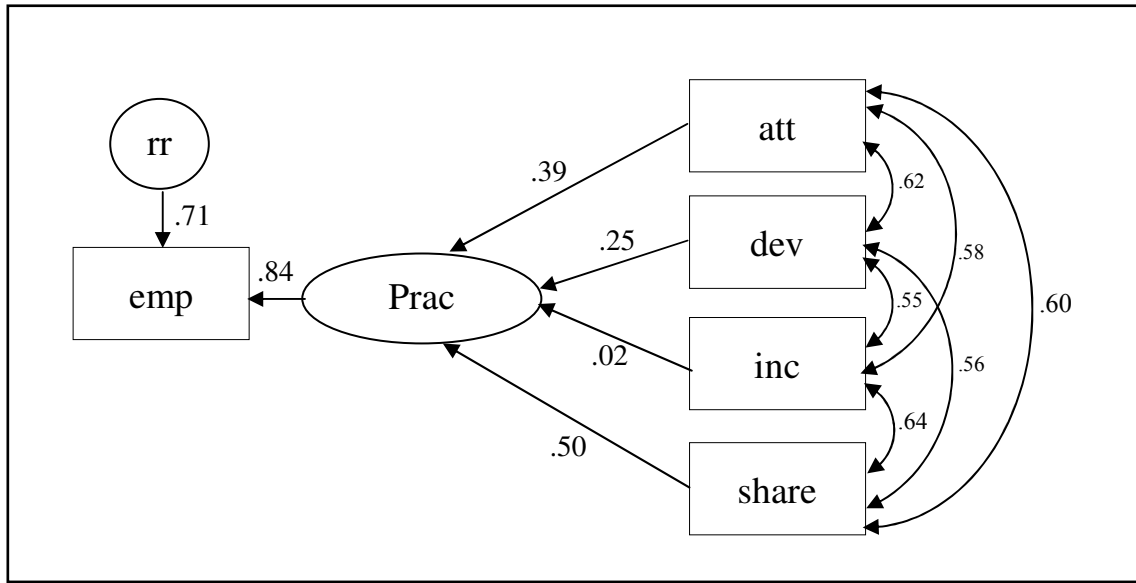 att
rr
.39
.62
.71
.25
dev
.58
.84
emp
Prac
.55
.60
.02
inc
.56
.64
.50
share